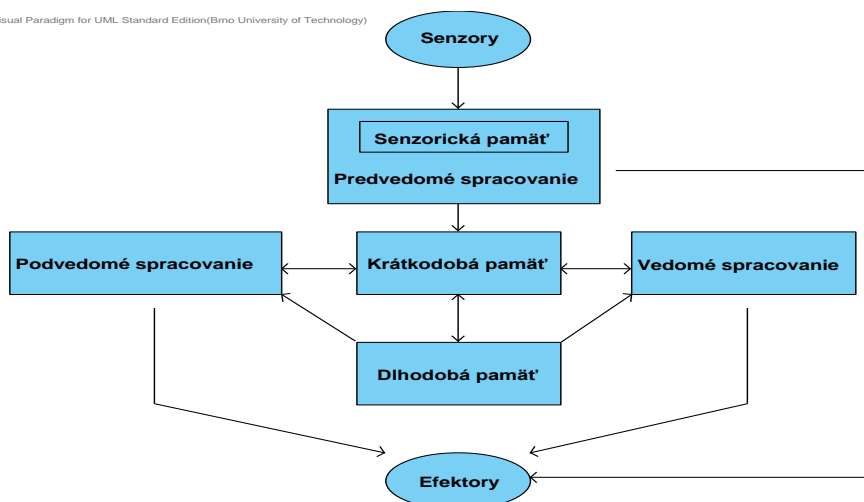 isual Paradigm for UML Standard Edition(Brno University of Technology)
Senzory
Senzorická pamäť
Predvedomé spracovanie
Podvedomé spracovanie
Krátkodobá pamäť
Vedomé spracovanie
Dlhodobá pamäť
Efektory